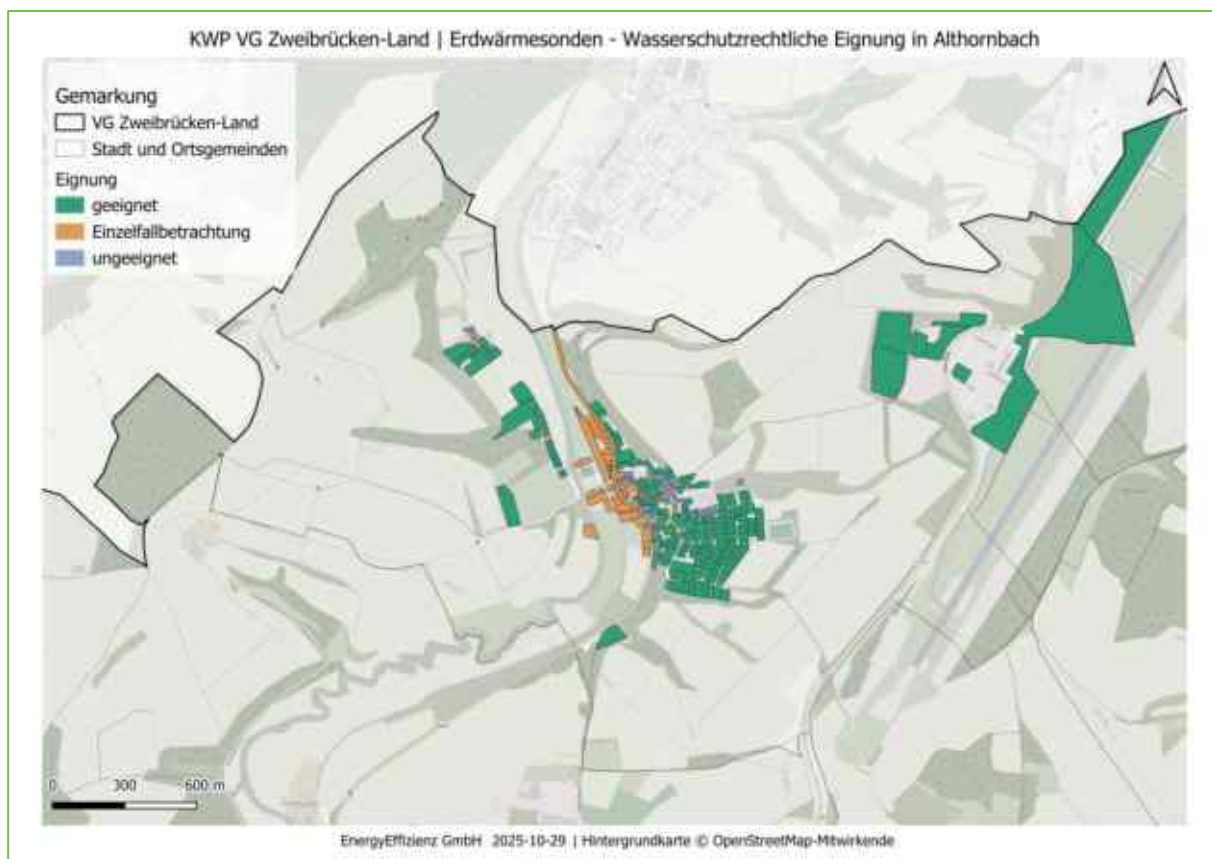 KWP VG Zweibrücken-Land | Erdwärmesonden - Wasserschutzrechtliche Eignung in Althornbach
Gemarkung
VG Zweibrücken-Land
Stadt und Ortsgemeinden
Eignung
geeignet
Einzelfallbetrachtung
ungeeignet
0 300 600 m
EnergyEffizienz GmbH 2025-10-29 | Hintergrundkarte © OpenStreetMap-Mitwirkende